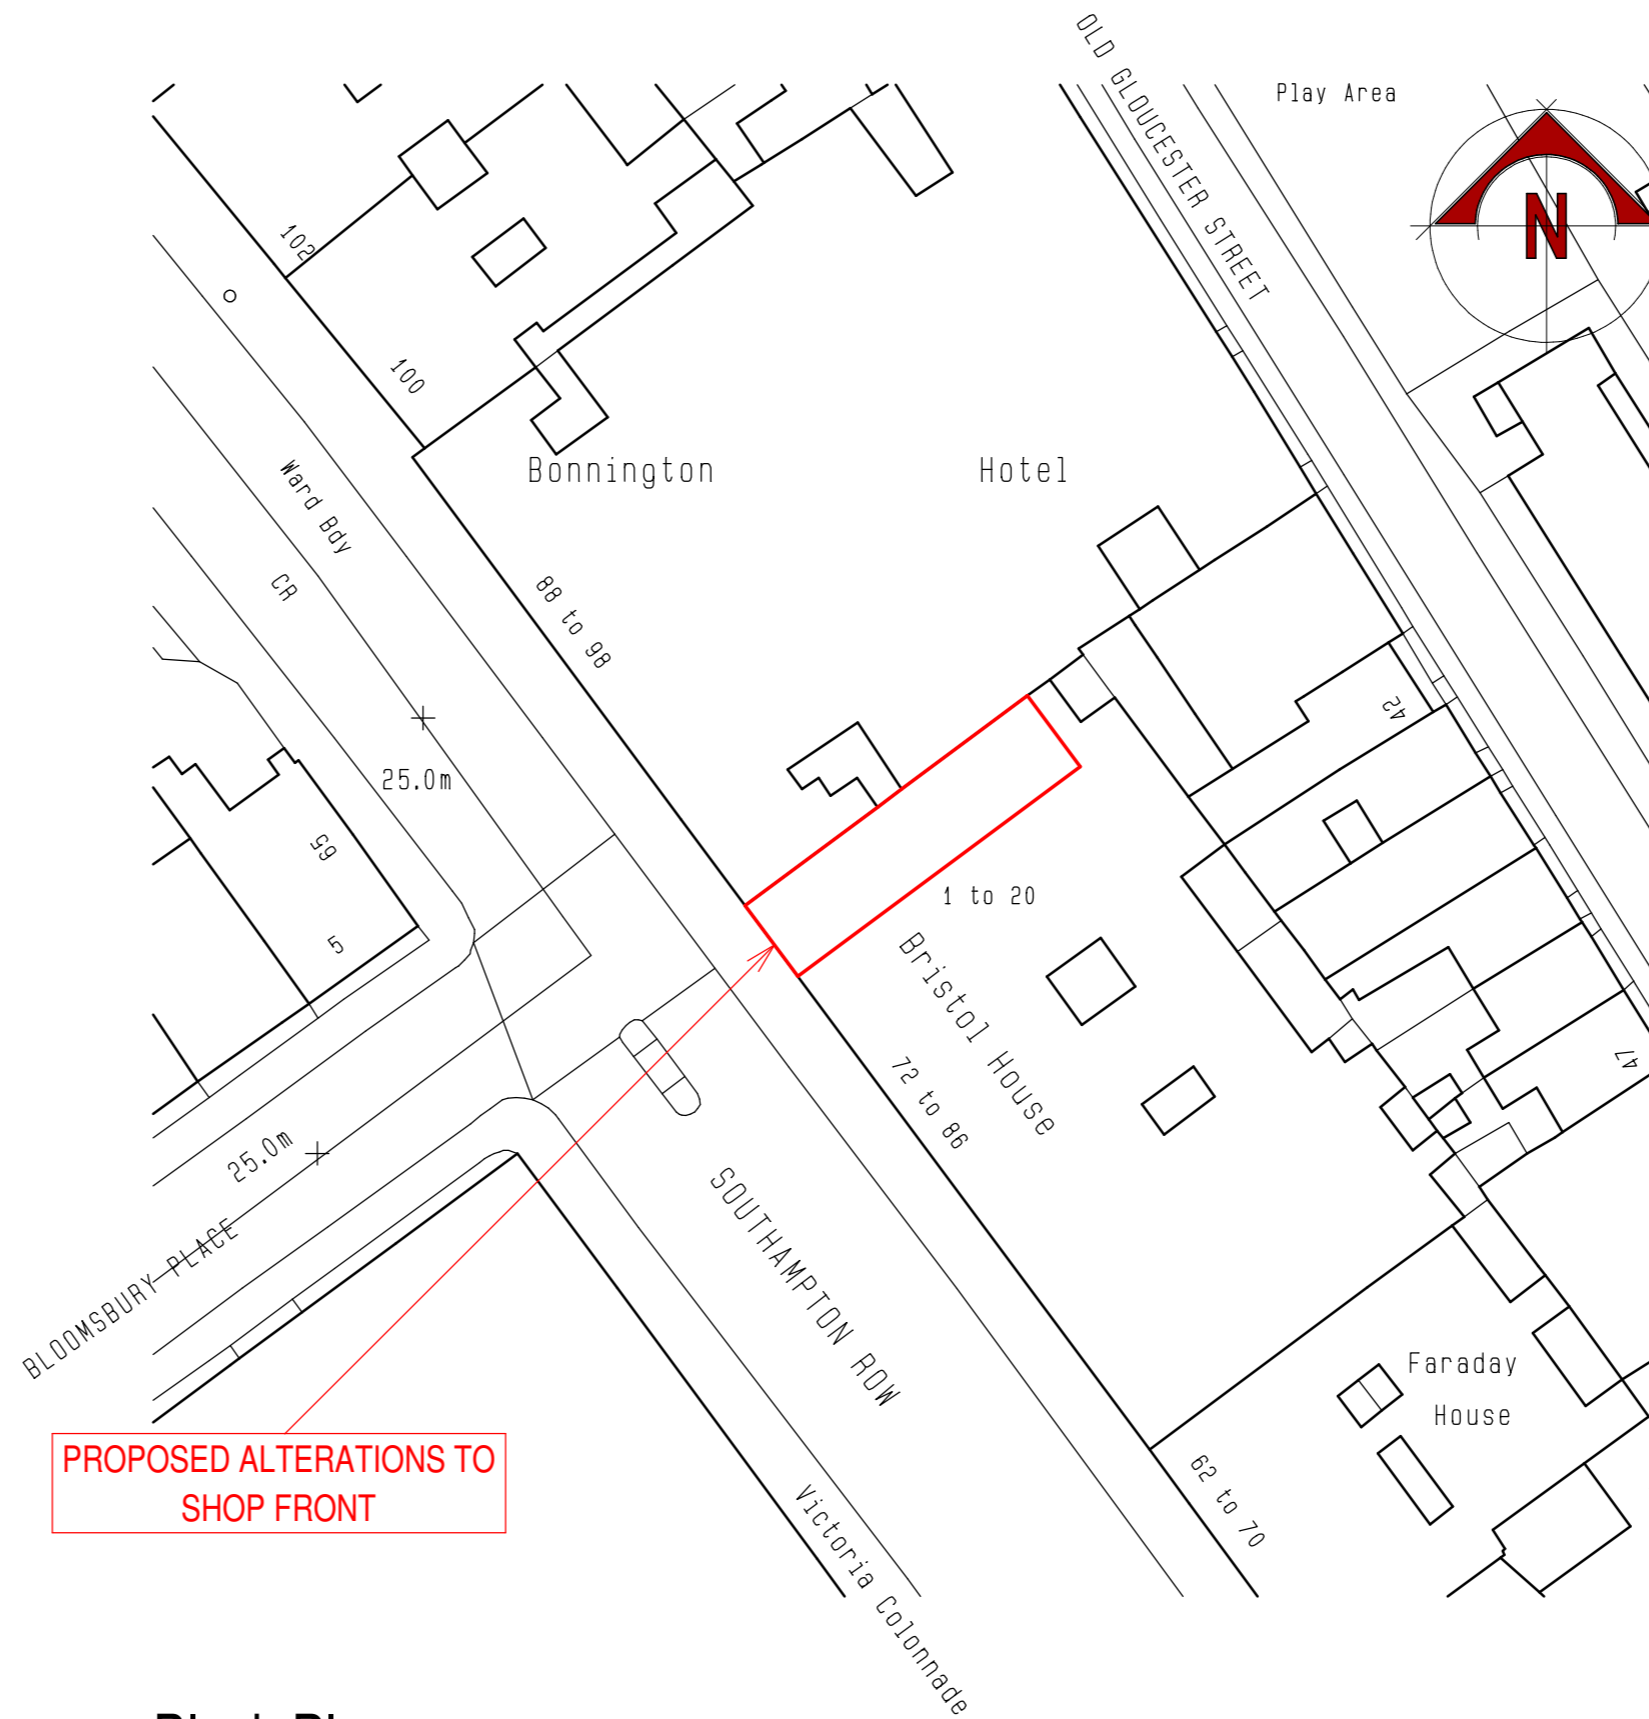 OLD GLOUCESTER STREET
Play Area
N
102
100
Ward Bdy
CR
Bonnington Hotel
88 to 98
42
25.0m
59
5
1 to 20
Bristol House
72 to 86
47
25.0m
BLOOMSBURY PLACE
SOUTHAMPTON ROW
Faraday
House
PROPOSED ALTERATIONS TO
SHOP FRONT
62 to 70
Victoria Colonnade